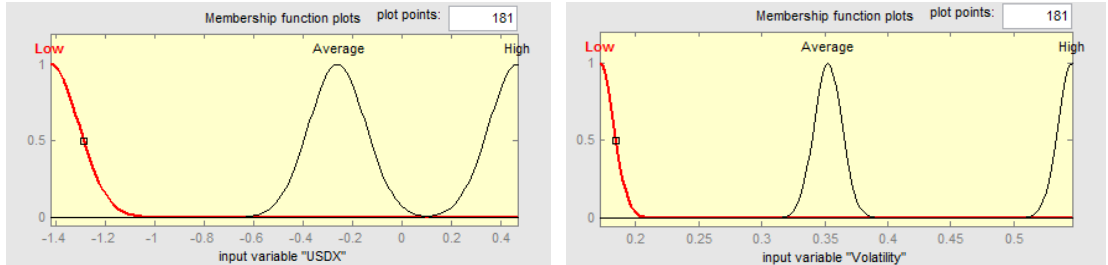 Membership function plots plot points: 181
Low Average High
1
0.5
0
-1.4 -1.2 -1 -0.8 -0.6 -0.4 -0.2 0 0.2 0.4
input variable "USDX"
Membership function plots plot points: 181
Low Average High
1
0.5
0
0.2 0.25 0.3 0.35 0.4 0.45 0.5
input variable "Volatility"